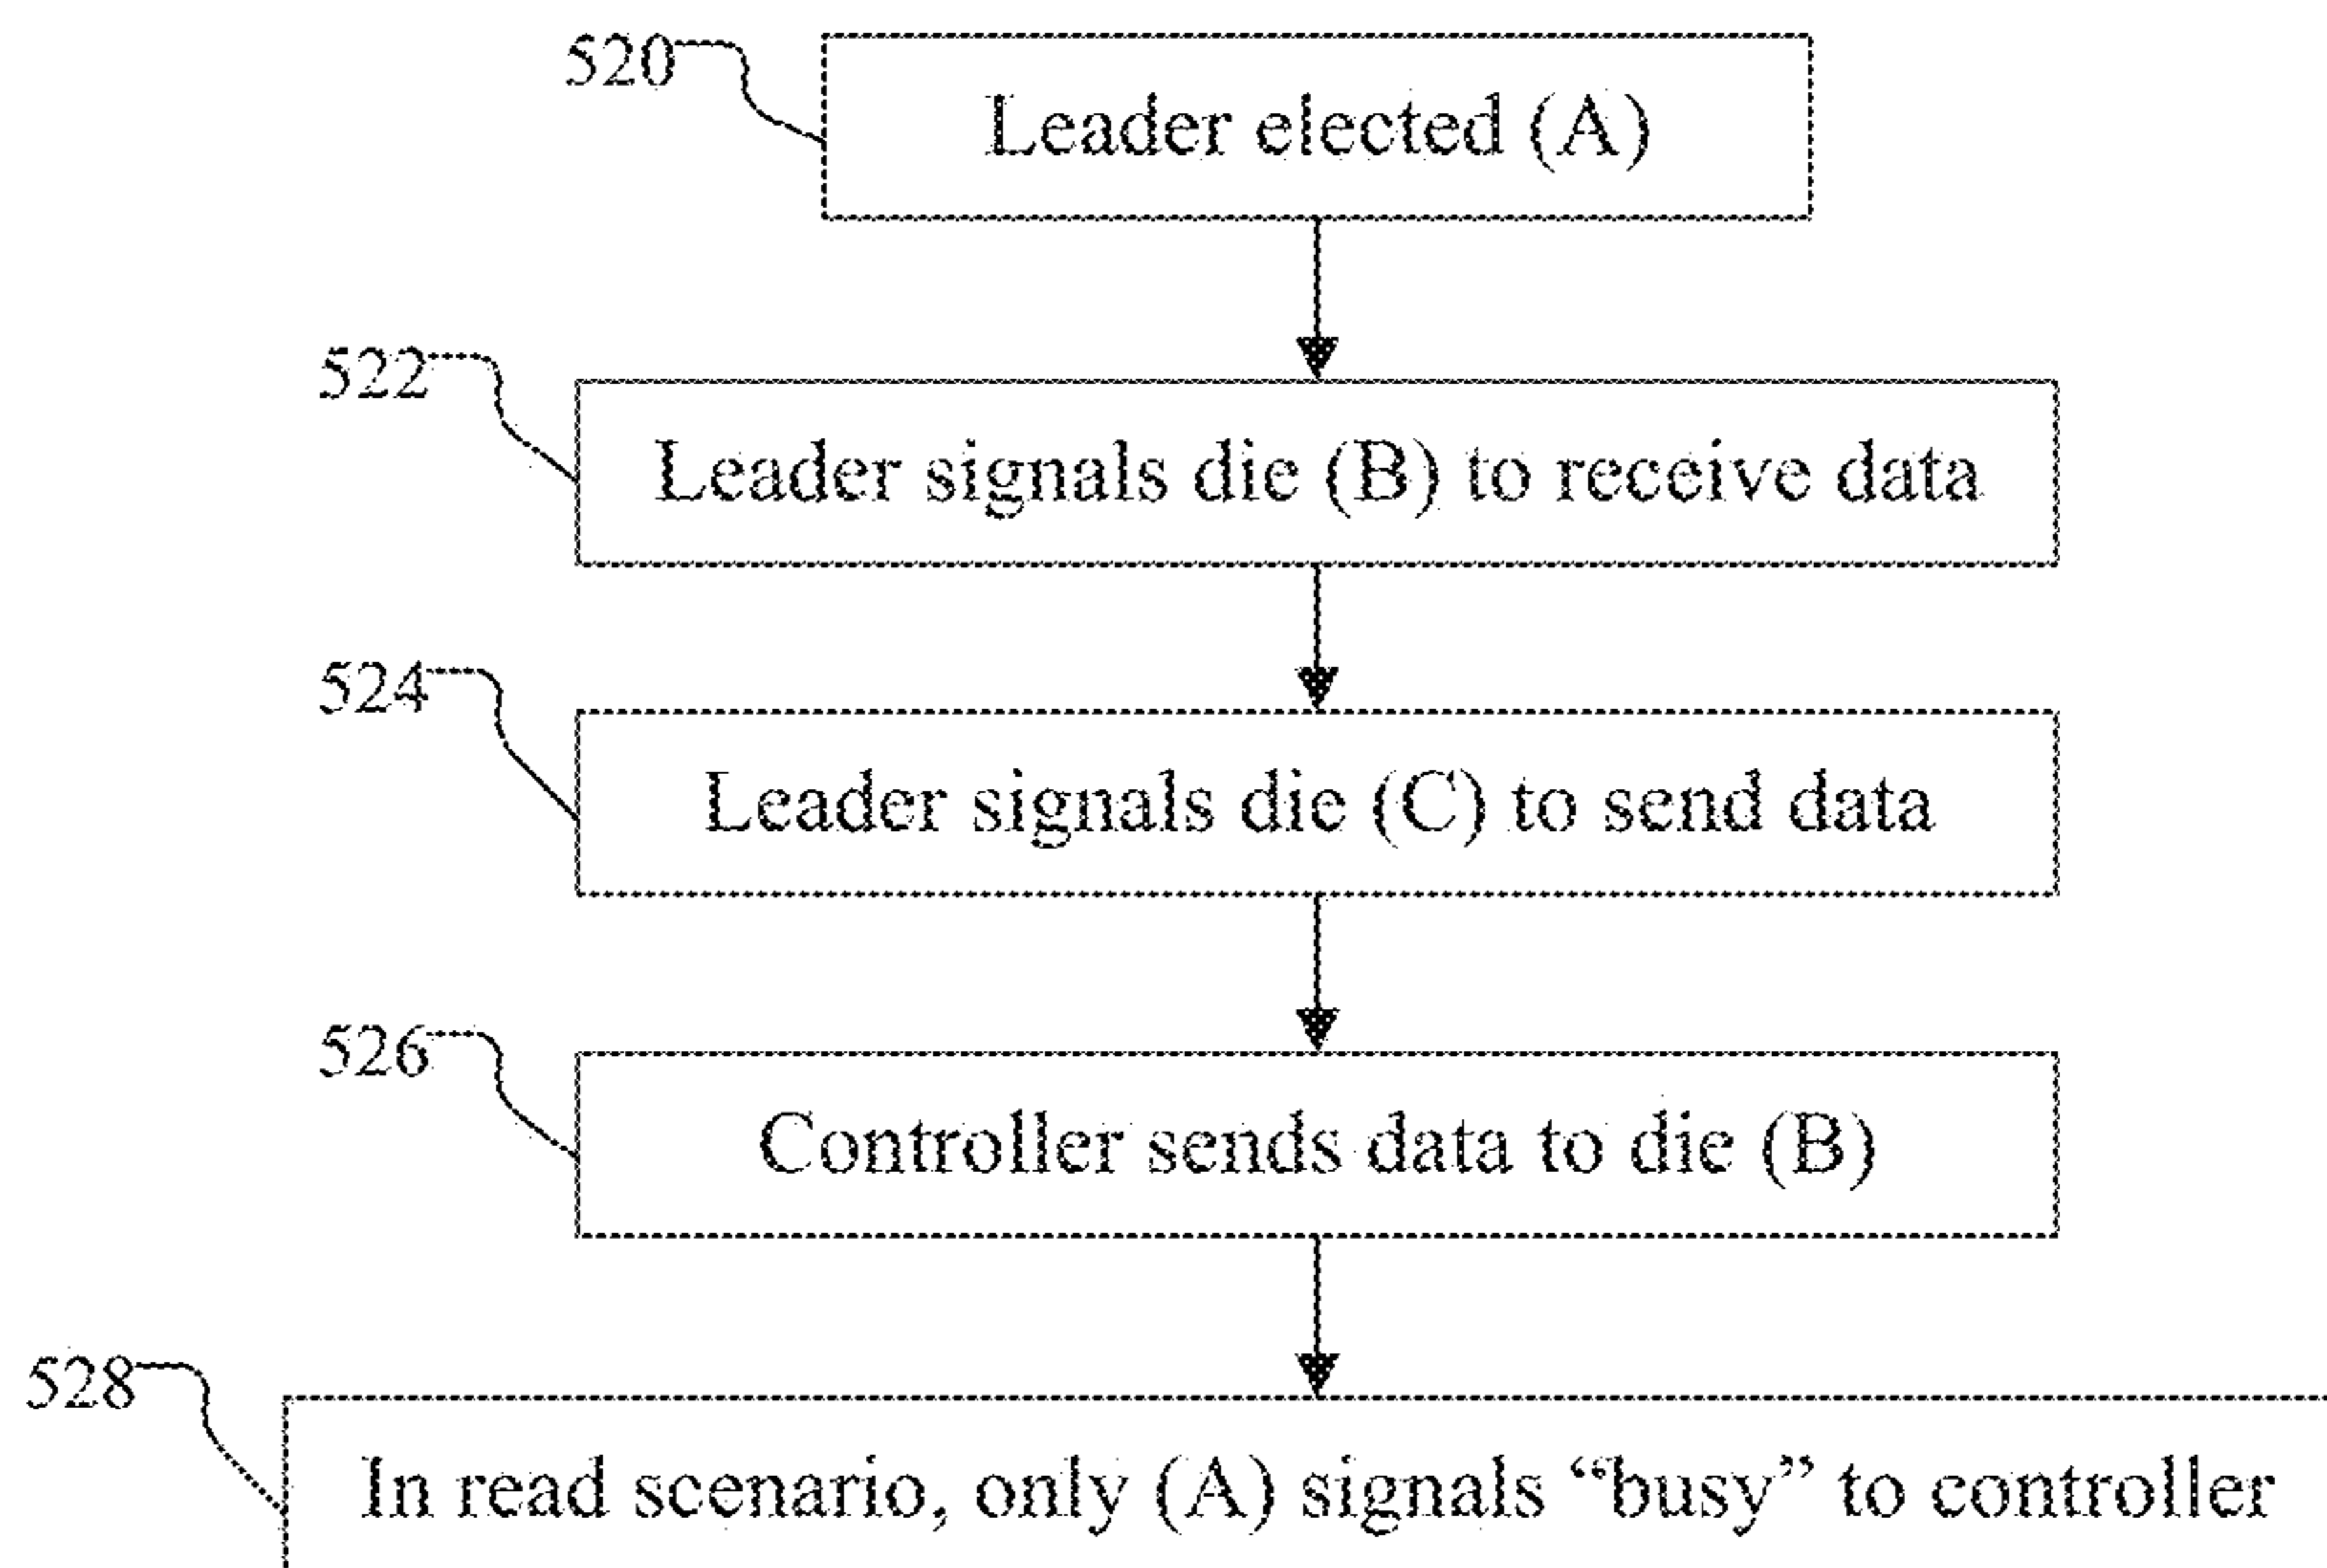 520
Leader elected (A)
522
Leader signals die (B) to receive data
524
Leader signals die (C) to send data
526
Controller sends data to die (B)
528
In read scenario, only (A) signals “busy” to controller